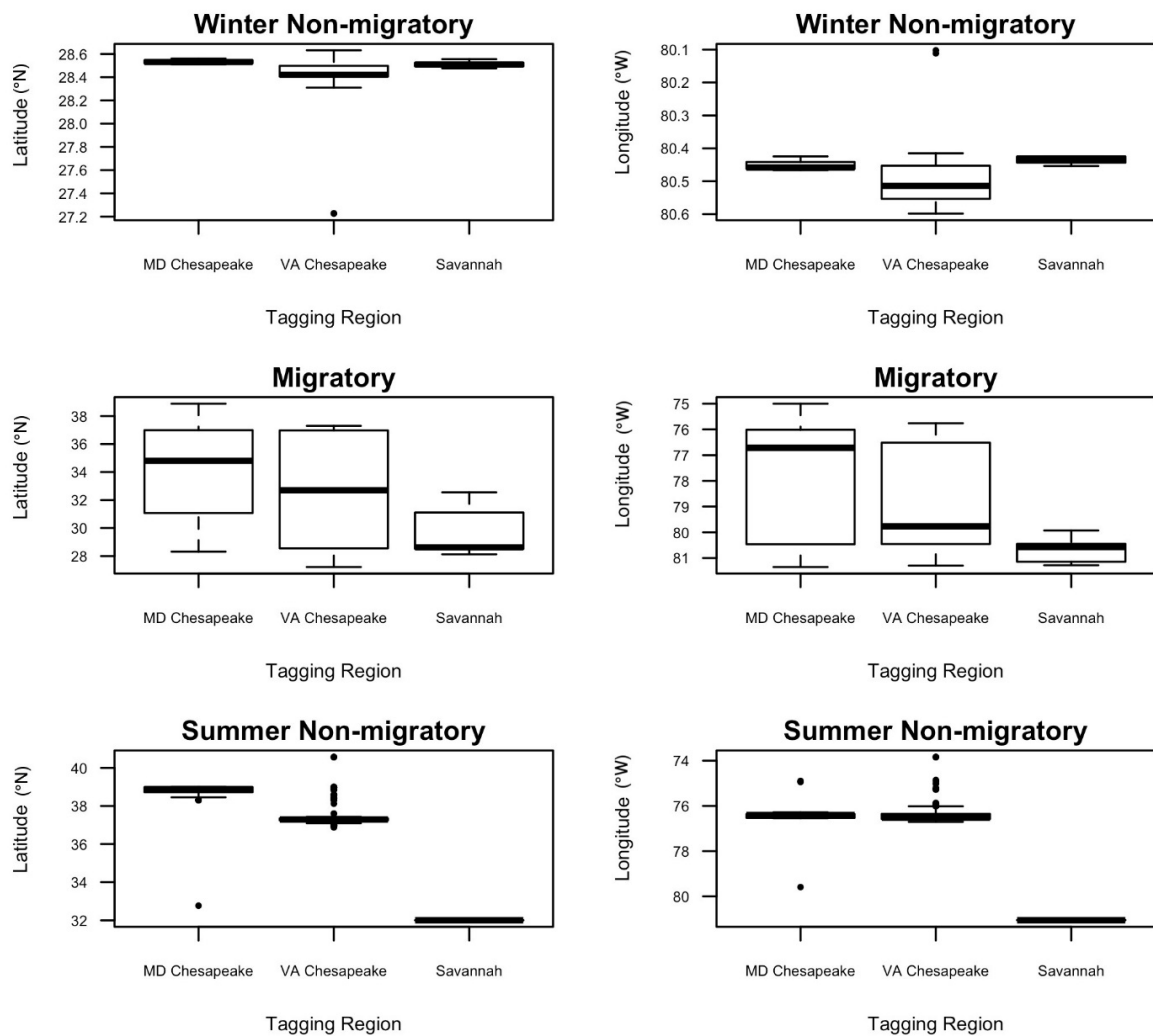 Winter Non-migratory
Latitude (°N)
28.6
28.4
28.2
28.0
27.8
27.6
27.4
27.2
MD Chesapeake VA Chesapeake Savannah
Tagging Region
Winter Non-migratory
Longitude (°W)
80.1
80.2
80.3
80.4
80.5
80.6
MD Chesapeake VA Chesapeake Savannah
Tagging Region
Migratory
Latitude (°N)
38
36
34
32
30
28
MD Chesapeake VA Chesapeake Savannah
Tagging Region
Migratory
Longitude (°W)
75
76
77
78
79
80
81
MD Chesapeake VA Chesapeake Savannah
Tagging Region
Summer Non-migratory
Latitude (°N)
40
38
36
34
32
MD Chesapeake VA Chesapeake Savannah
Tagging Region
Summer Non-migratory
Longitude (°W)
74
76
78
80
MD Chesapeake VA Chesapeake Savannah
Tagging Region